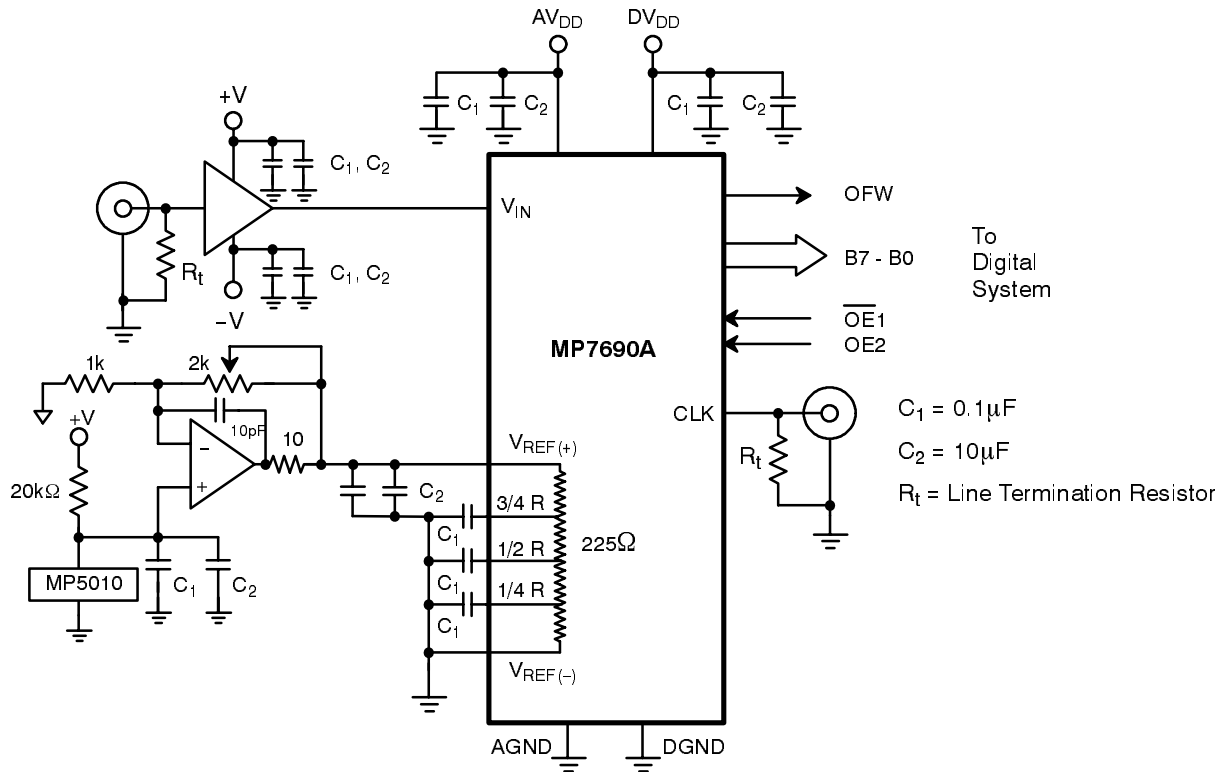 AVDD
DVDD
C1
C2
C1
C2
+V
C1, C2
VIN
OFW
B7 - B0
To
Digital
System
Rt
C1, C2
−V
O̅E̅1
OE2
MP7690A
1k
2k
+V
10pF
10
−
+
20kΩ
MP5010
C1
C2
CLK
Rt
C1 = 0.1µF
C2 = 10µF
Rt = Line Termination Resistor
VREF(+)
C2
3/4 R
C1
1/2 R
225Ω
C1
1/4 R
C1
VREF(−)
AGND
DGND